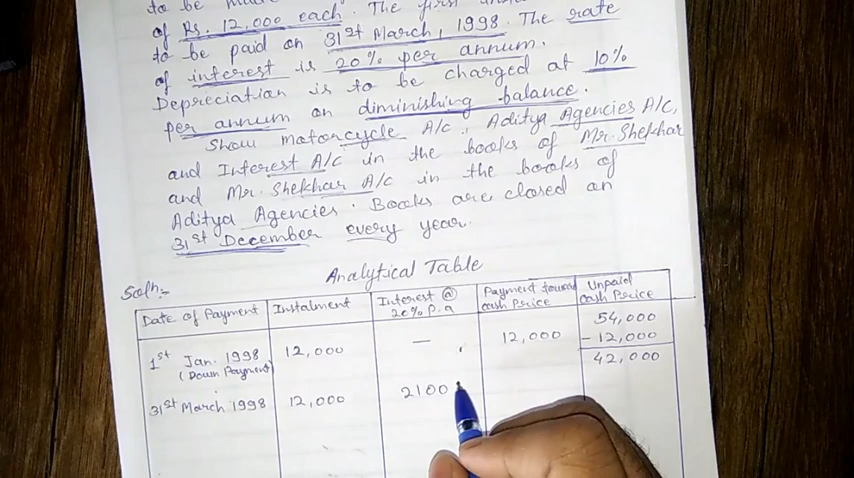 to be
of Rs. 12,000 each. The first
to be paid on 31st March, 1998. The rate
of interest is 20% per annum.
Depreciation is to be charged at 10%
per annum on diminishing balance.
Show Motorcycle A/C, Aditya Agencies A/C,
and Interest A/C in the books of Mr. Shekhar
and Mr. Shekhar A/C in the books of
Aditya Agencies. Books are closed on
31st December every year.
Analytical Table
Solh:-
Date of Payment Instalment Interest @ 20% P.a Payment toward Cash Price Unpaid Cash Price
1st Jan. 1998 (Down Payment) 12,000 — 12,000 54,000
- 12,000
42,000
31st March 1998 12,000 2100